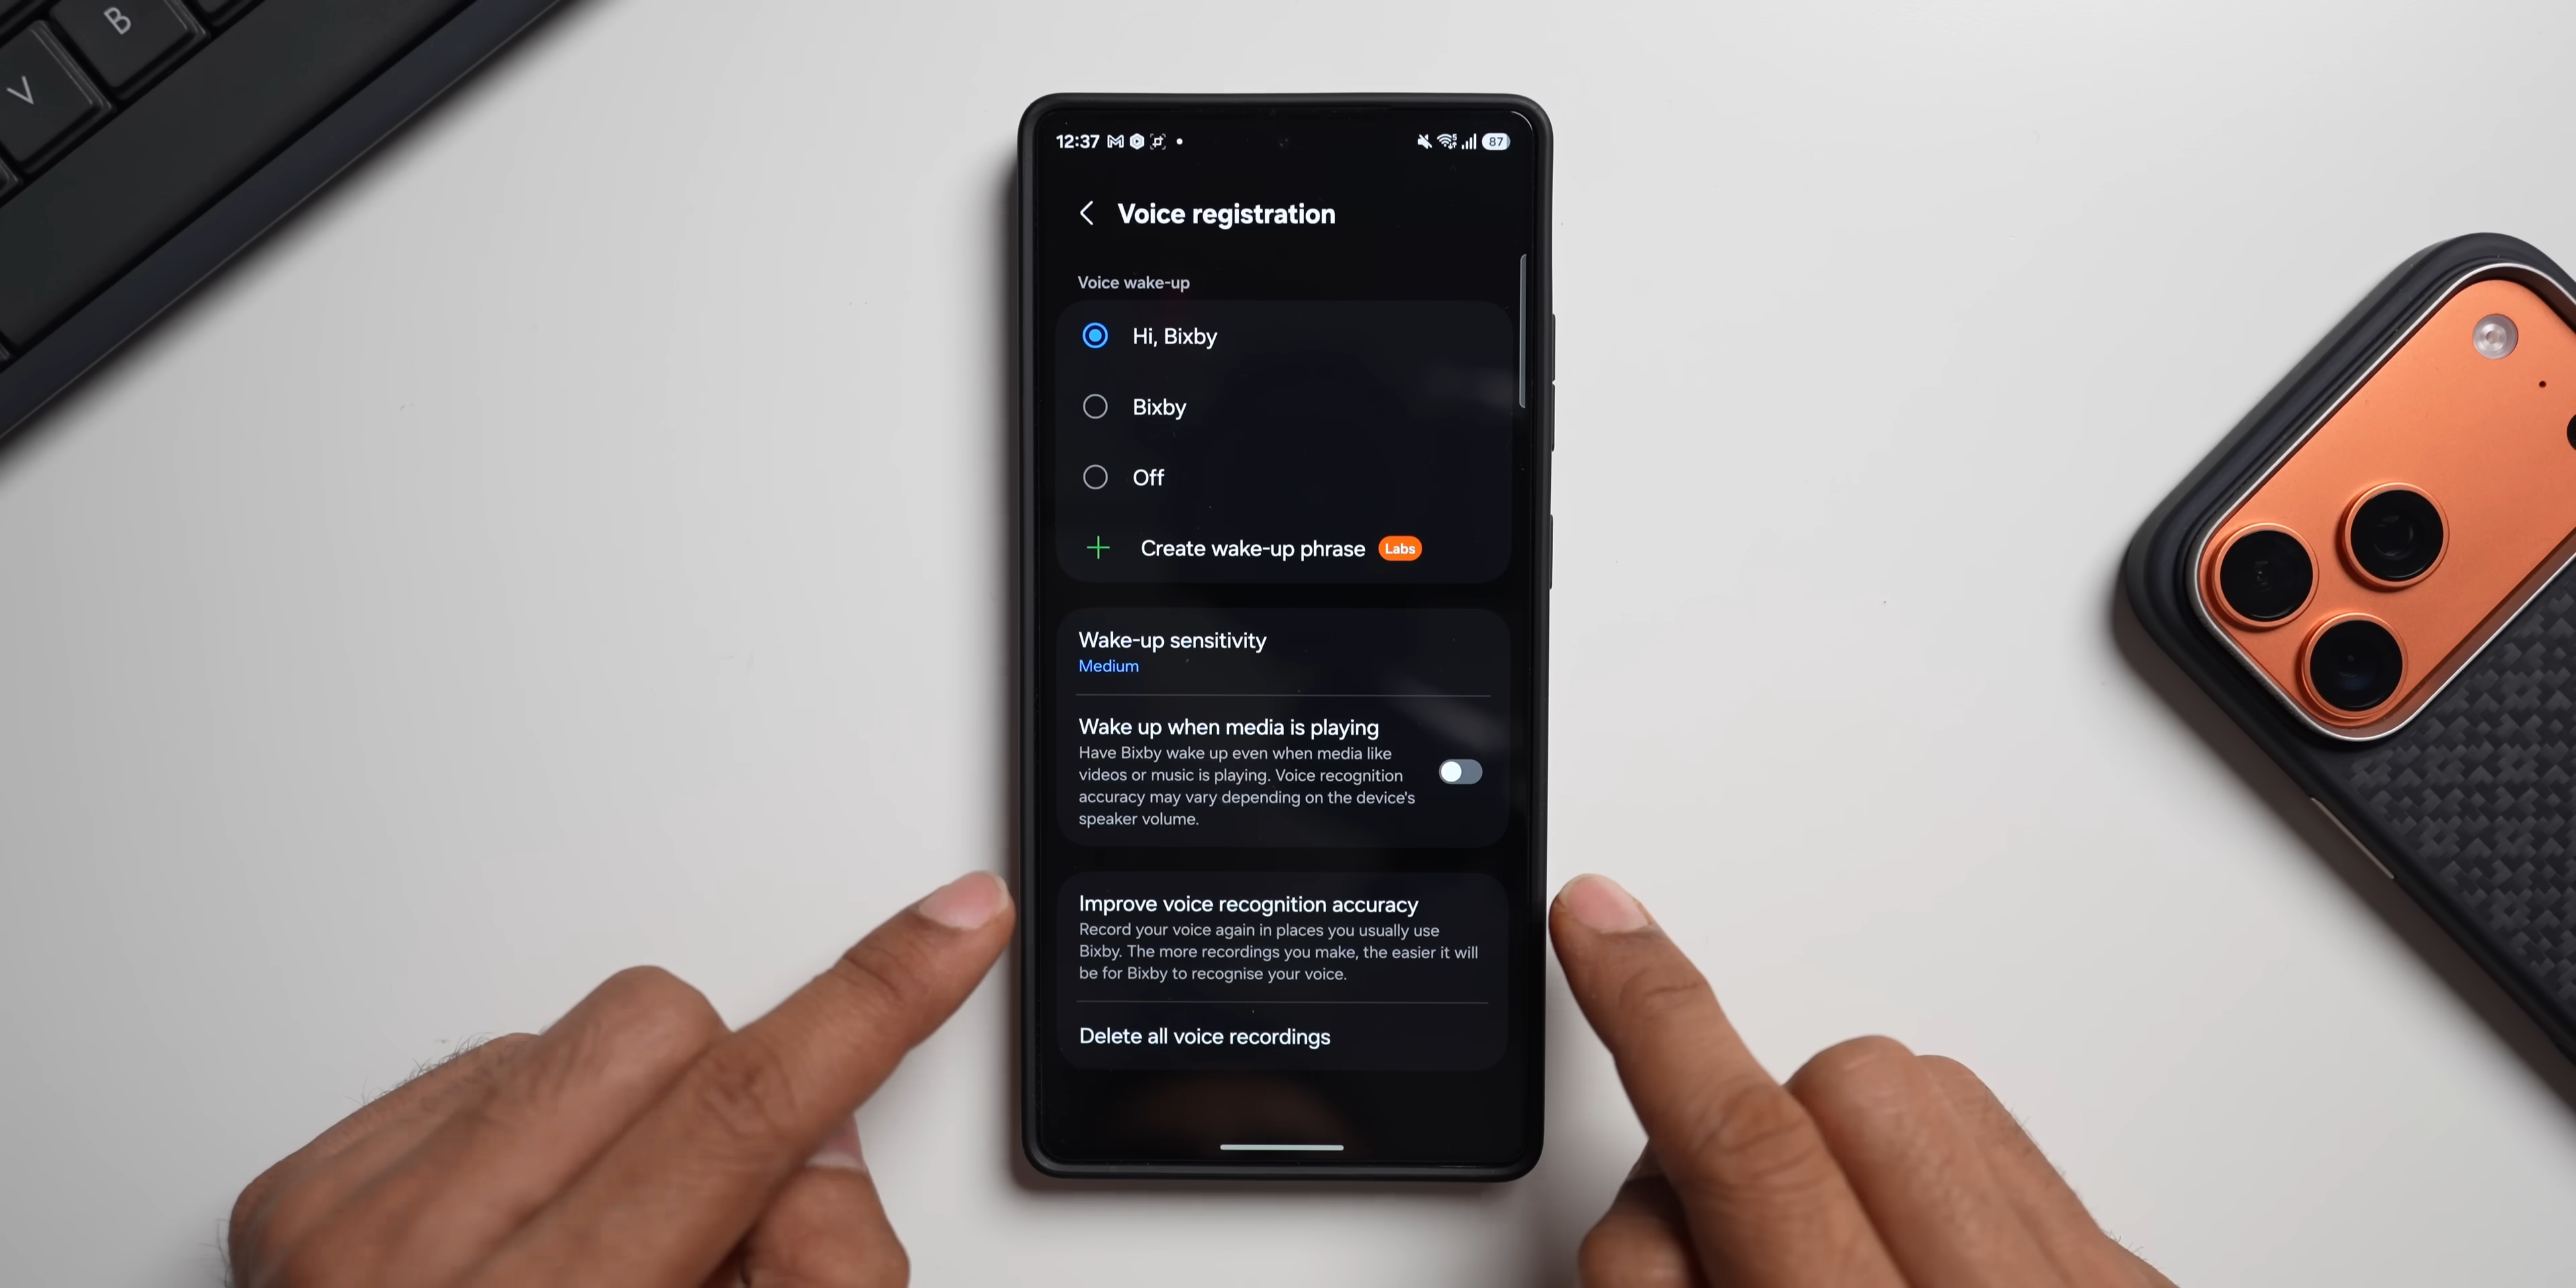 B
V
12:37
87
Voice registration
Voice wake-up
Hi, Bixby
Bixby
Off
Create wake-up phrase Labs
Wake-up sensitivity
Medium
Wake up when media is playing
Have Bixby wake up even when media like
videos or music is playing. Voice recognition
accuracy may vary depending on the device's
speaker volume.
Improve voice recognition accuracy
Record your voice again in places you usually use
Bixby. The more recordings you make, the easier it will
be for Bixby to recognise your voice.
Delete all voice recordings